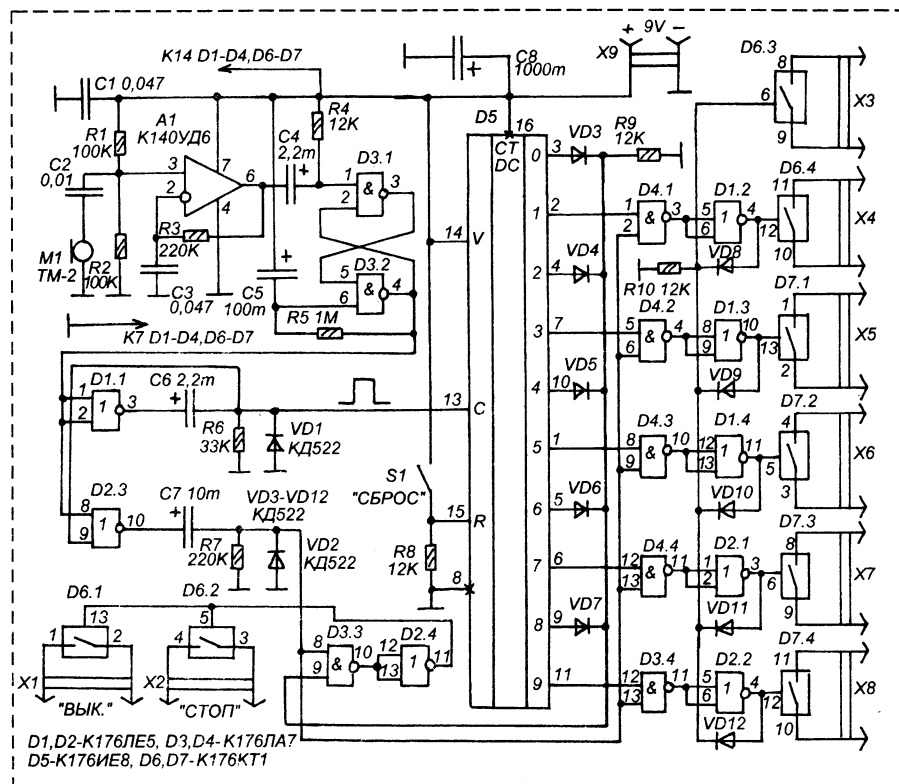 K14 D1-D4,D6-D7
C8
1000m
+ 9V -
X9
D6.3
8
6
9
X3
C1 0,047
R1
100K
A1
К140УД6
C4
2,2m
R4
12K
D5
16
CT
DC
VD3
R9
12K
D3.1
1
2
&
3
C2
0,01
3
2
7
6
4
R3
220K
M1
ТМ-2
R2
100K
C3
0,047
C5
100m
D3.2
5
6
&
4
R5 1M
K7 D1-D4,D6-D7
14
V
0
3
1
2
2
4
3
7
4
10
5
1
6
5
7
6
8
9
9
11
VD4
VD5
VD6
VD7
D4.1
1
2
&
3
D1.2
5
6
1
4
D6.4
11
12
10
X4
VD8
R10 12K
D4.2
5
6
&
4
D1.3
8
9
1
10
D7.1
1
13
2
X5
VD9
D4.3
8
9
&
10
D1.4
12
13
1
11
D7.2
4
5
3
X6
VD10
D4.4
12
13
&
11
D2.1
1
2
1
3
D7.3
8
6
9
X7
VD11
D3.4
12
13
&
11
D2.2
5
6
1
4
D7.4
11
12
10
X8
VD12
D1.1
1
2
1
3
C6 2,2m
R6
33K
VD1
КД522
13
C
S1
"СБРОС"
15
R
R8
12K
8
D2.3
8
9
1
10
C7 10m
VD3-VD12
КД522
R7
220K
VD2
КД522
D6.1
13
1
2
D6.2
5
4
3
D3.3
8
9
&
10
D2.4
12
13
1
11
X1
X2
"ВЫК."
"СТОП"
D1,D2-К176ЛЕ5, D3,D4-К176ЛА7
D5-К176ИЕ8, D6,D7-К176КТ1